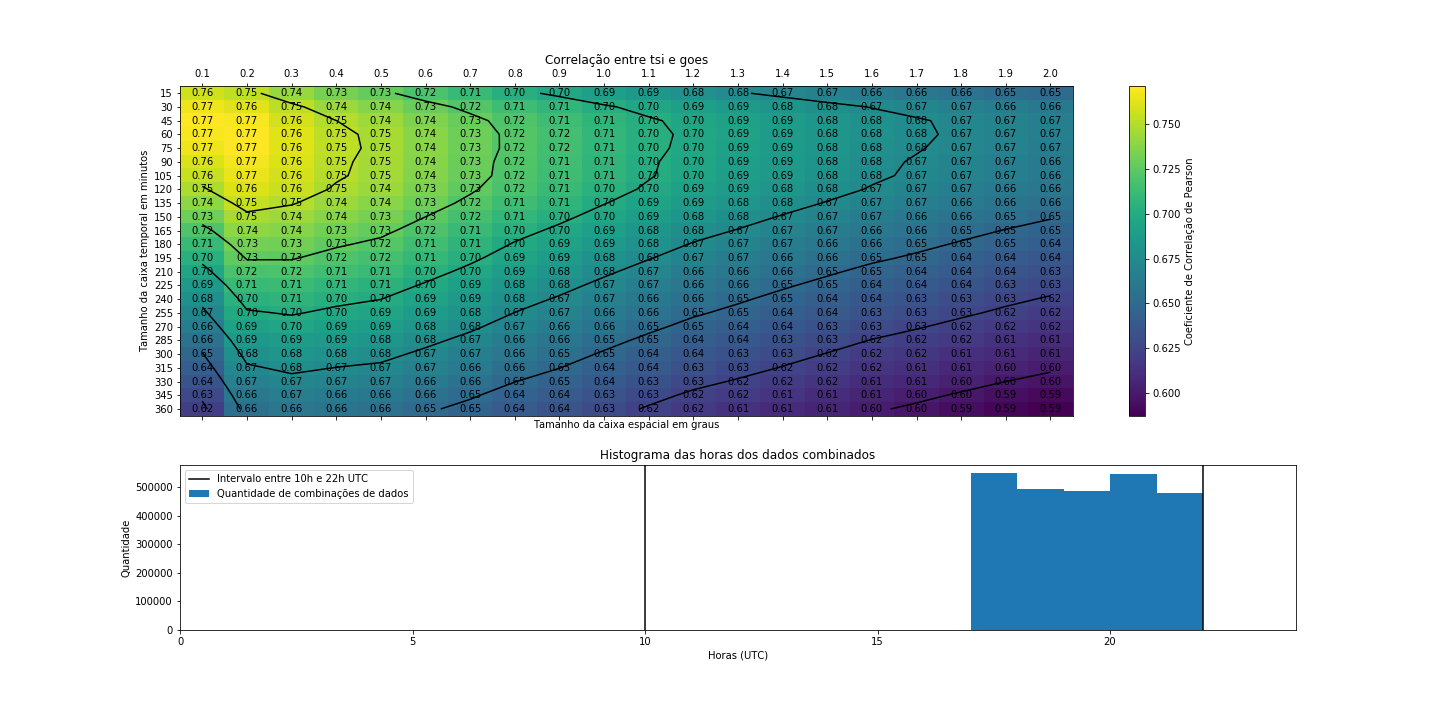 Correlação entre tsi e goes
0.1 0.2 0.3 0.4 0.5 0.6 0.7 0.8 0.9 1.0 1.1 1.2 1.3 1.4 1.5 1.6 1.7 1.8 1.9 2.0
15 0.76 0.75 0.74 0.73 0.73 0.72 0.71 0.70 0.70 0.69 0.69 0.68 0.68 0.67 0.67 0.66 0.66 0.66 0.65 0.65
30 0.77 0.76 0.75 0.74 0.74 0.73 0.72 0.71 0.71 0.70 0.70 0.69 0.69 0.68 0.68 0.67 0.67 0.67 0.66 0.66
45 0.77 0.77 0.76 0.75 0.74 0.74 0.73 0.72 0.71 0.71 0.70 0.70 0.69 0.69 0.68 0.68 0.68 0.67 0.67 0.67
60 0.77 0.77 0.76 0.75 0.75 0.74 0.73 0.72 0.72 0.71 0.71 0.70 0.69 0.69 0.68 0.68 0.68 0.67 0.67 0.67
75 0.77 0.77 0.76 0.75 0.75 0.74 0.73 0.72 0.72 0.71 0.71 0.70 0.69 0.69 0.68 0.68 0.68 0.67 0.67 0.67
90 0.76 0.77 0.76 0.75 0.75 0.74 0.73 0.72 0.71 0.71 0.70 0.70 0.69 0.69 0.68 0.68 0.67 0.67 0.67 0.66
105 0.76 0.77 0.76 0.75 0.75 0.74 0.73 0.72 0.71 0.71 0.70 0.69 0.69 0.68 0.68 0.68 0.67 0.67 0.66 0.66
120 0.75 0.76 0.76 0.75 0.74 0.73 0.73 0.72 0.71 0.70 0.70 0.69 0.69 0.68 0.68 0.67 0.67 0.67 0.66 0.66
135 0.74 0.75 0.75 0.74 0.74 0.73 0.72 0.71 0.71 0.70 0.69 0.69 0.68 0.68 0.67 0.67 0.67 0.66 0.66 0.66
150 0.73 0.75 0.74 0.74 0.73 0.73 0.72 0.71 0.70 0.70 0.69 0.68 0.68 0.67 0.67 0.67 0.66 0.66 0.65 0.65
165 0.72 0.74 0.74 0.73 0.73 0.72 0.71 0.70 0.70 0.69 0.69 0.68 0.68 0.67 0.67 0.66 0.66 0.65 0.65 0.65
180 0.71 0.73 0.73 0.73 0.72 0.71 0.71 0.70 0.69 0.69 0.68 0.67 0.67 0.67 0.66 0.66 0.65 0.65 0.65 0.64
195 0.70 0.73 0.73 0.72 0.72 0.71 0.70 0.69 0.69 0.68 0.68 0.67 0.67 0.66 0.66 0.65 0.65 0.64 0.64 0.64
210 0.70 0.72 0.72 0.71 0.71 0.70 0.70 0.69 0.68 0.68 0.67 0.66 0.66 0.66 0.65 0.65 0.64 0.64 0.64 0.63
225 0.69 0.71 0.71 0.71 0.71 0.70 0.69 0.68 0.68 0.67 0.67 0.66 0.66 0.65 0.65 0.64 0.64 0.64 0.63 0.63
240 0.68 0.70 0.71 0.70 0.70 0.69 0.69 0.68 0.67 0.67 0.66 0.66 0.65 0.65 0.64 0.64 0.63 0.63 0.63 0.62
255 0.67 0.70 0.70 0.70 0.69 0.69 0.68 0.67 0.67 0.66 0.66 0.65 0.65 0.64 0.64 0.63 0.63 0.63 0.62 0.62
270 0.66 0.69 0.70 0.69 0.69 0.68 0.68 0.67 0.66 0.66 0.65 0.65 0.64 0.64 0.63 0.63 0.63 0.62 0.62 0.62
285 0.66 0.69 0.69 0.69 0.68 0.68 0.67 0.66 0.66 0.65 0.65 0.64 0.64 0.63 0.63 0.62 0.62 0.62 0.61 0.61
300 0.65 0.68 0.68 0.68 0.68 0.67 0.67 0.66 0.65 0.65 0.64 0.64 0.63 0.63 0.62 0.62 0.62 0.61 0.61 0.61
315 0.64 0.67 0.68 0.67 0.67 0.67 0.66 0.65 0.65 0.64 0.64 0.63 0.63 0.62 0.62 0.62 0.61 0.61 0.60 0.60
330 0.64 0.67 0.67 0.67 0.67 0.66 0.66 0.65 0.65 0.64 0.63 0.63 0.62 0.62 0.62 0.61 0.61 0.60 0.60 0.60
345 0.63 0.66 0.67 0.67 0.66 0.66 0.65 0.65 0.64 0.63 0.63 0.62 0.62 0.62 0.61 0.61 0.60 0.60 0.59 0.59
360 0.62 0.66 0.66 0.66 0.66 0.65 0.65 0.64 0.64 0.63 0.62 0.62 0.61 0.61 0.61 0.60 0.60 0.59 0.59 0.59
Tamanho da caixa temporal em minutos
Tamanho da caixa espacial em graus
0.750
0.725
0.700
0.675
0.650
0.625
0.600
Coeficiente de Correlação de Pearson
Histograma das horas dos dados combinados
Intervalo entre 10h e 22h UTC
Quantidade de combinações de dados
500000
400000
300000
200000
100000
0
Quantidade
0 5 10 15 20
Horas (UTC)